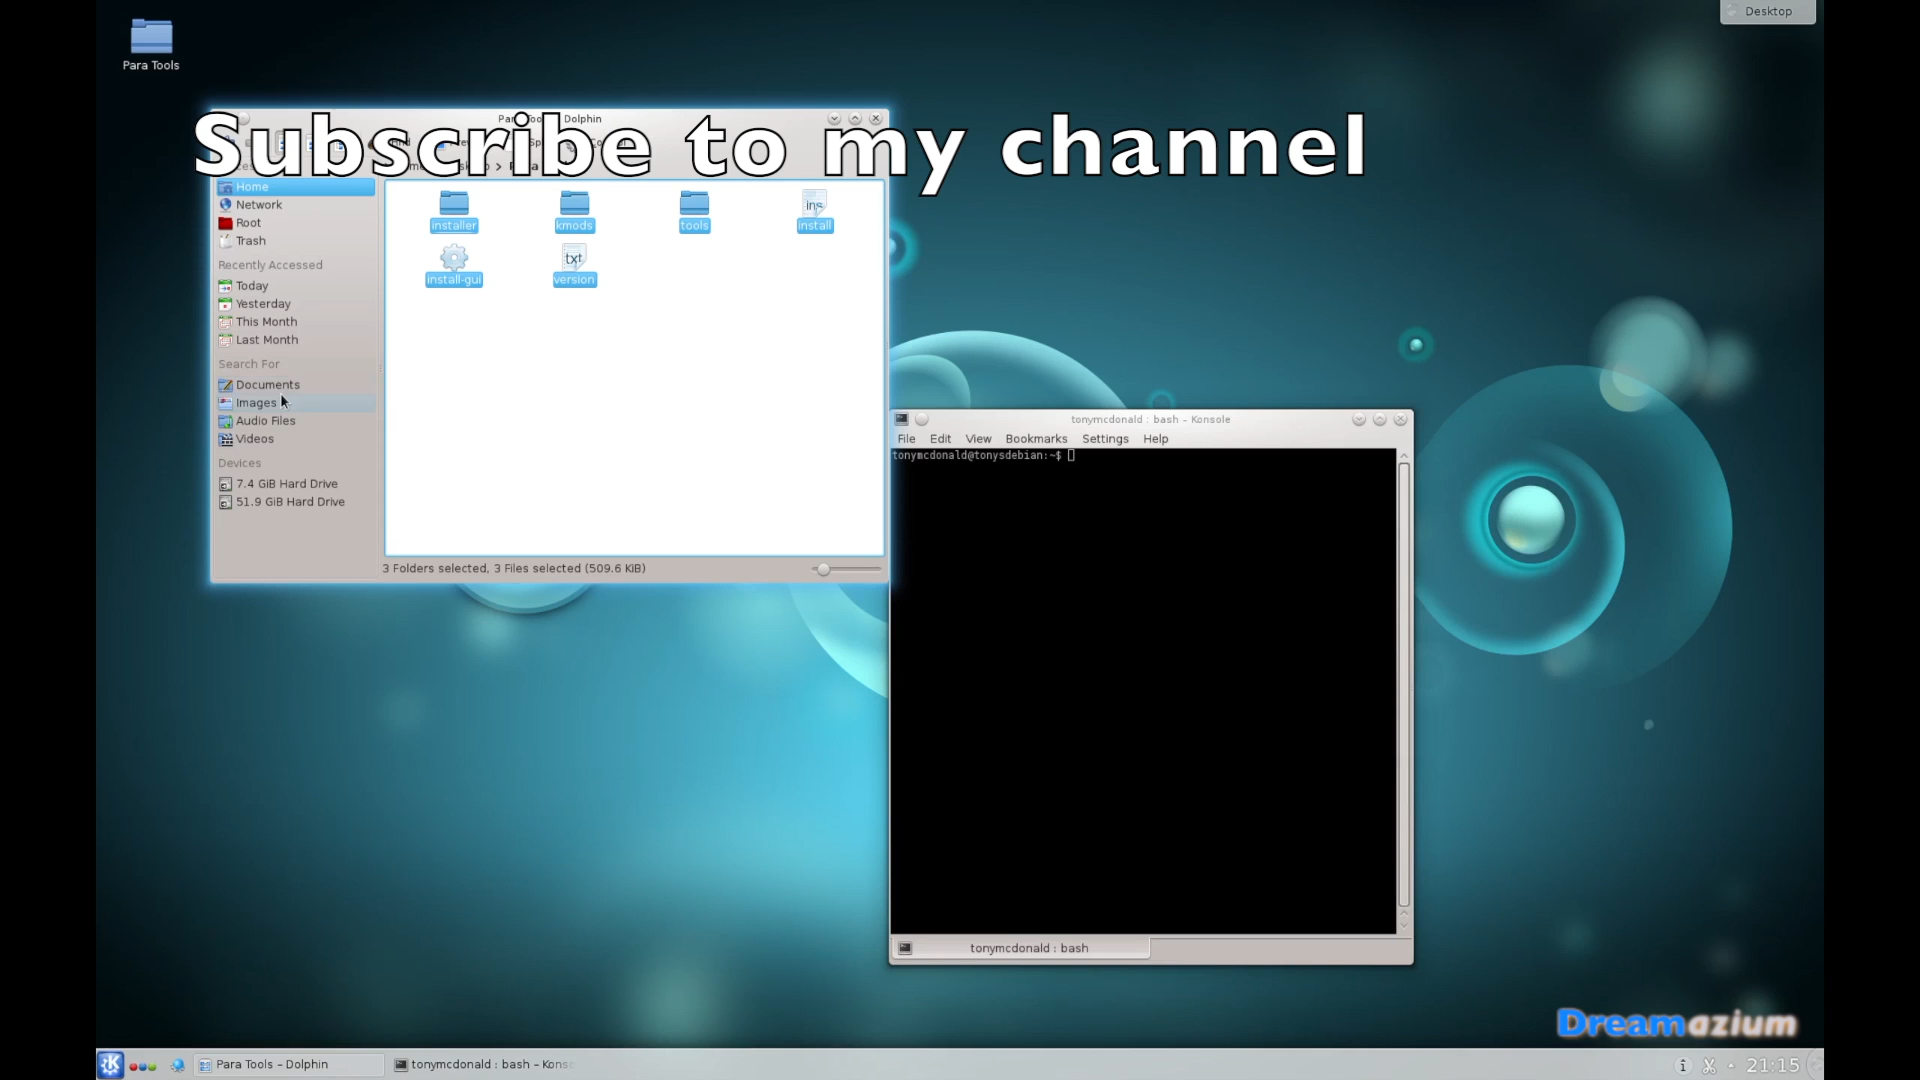 Desktop
Para Tools
Dolphin
Subscribe to my channel
Home
Network
Root
Trash
Recently Accessed
Today
Yesterday
This Month
Last Month
Search For
Documents
Images
Audio Files
Videos
Devices
7.4 GiB Hard Drive
51.9 GiB Hard Drive
installer
kmods
tools
ins
install
install-gui
txt
version
3 Folders selected, 3 Files selected (509.6 KiB)
tonymcdonald : bash – Konsole
File Edit View Bookmarks Settings Help
tonymcdonald@tonysdebian:~$
tonymcdonald : bash
Dreamazium
Para Tools – Dolphin
tonymcdonald : bash – Konso
21:15